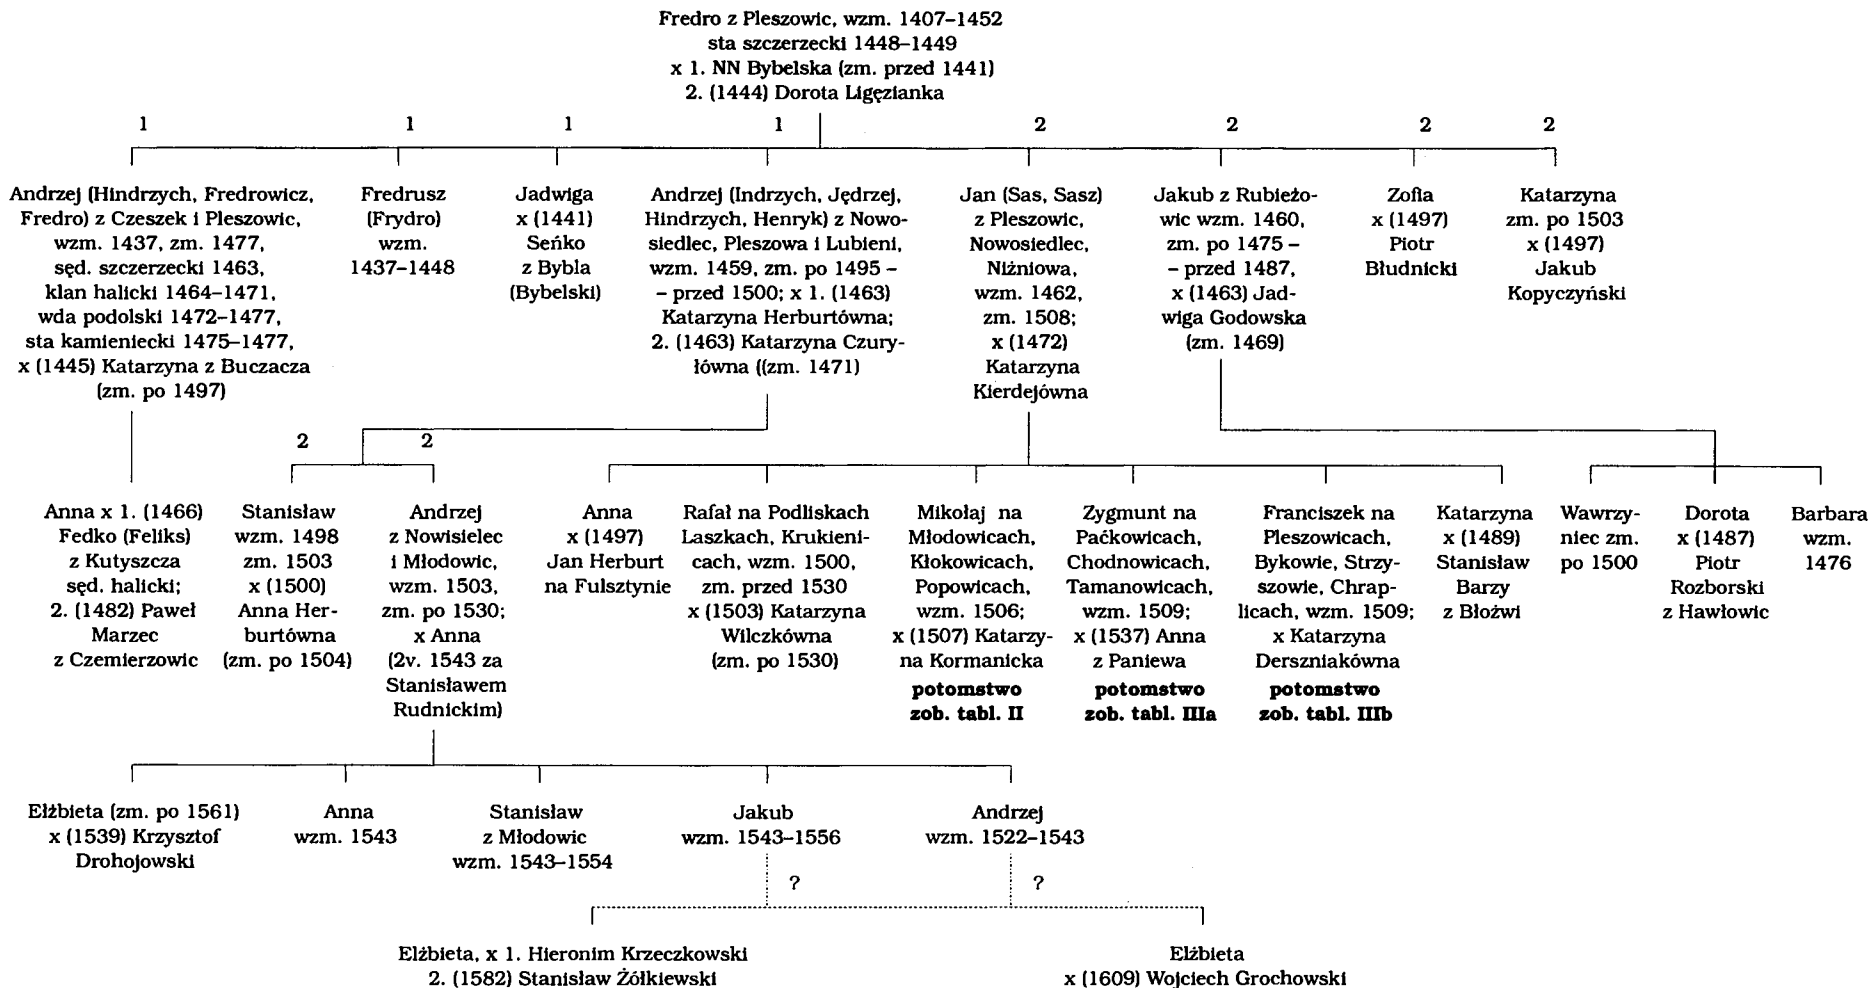 Fredro z Pleszowic, wzm. 1407–1452
sta szczerzecki 1448–1449
x 1. NN Bybelska (zm. przed 1441)
2. (1444) Dorota Ligęzianka
1
1
1
1
2
2
2
2
Andrzej (Hindrzych, Fredrowicz,
Fredro) z Czeszek i Pleszowic,
wzm. 1437, zm. 1477,
sęd. szczerzecki 1463,
klan halicki 1464–1471,
wda podolski 1472–1477,
sta kamieniecki 1475–1477,
x (1445) Katarzyna z Buczacza
(zm. po 1497)
Fredrusz
(Frydro)
wzm.
1437–1448
Jadwiga
x (1441)
Seńko
z Bybla
(Bybelski)
Andrzej (Indrzych, Jędrzej,
Hindrzych, Henryk) z Nowo-
siedlec, Pleszowa i Lubieni,
wzm. 1459, zm. po 1495 –
– przed 1500; x 1. (1463)
Katarzyna Herburtówna;
2. (1463) Katarzyna Czury-
łówna ((zm. 1471)
Jan (Sas, Sasz)
z Pleszowic,
Nowosiedlec,
Niżniowa,
wzm. 1462,
zm. 1508;
x (1472)
Katarzyna
Kierdejówna
Jakub z Rubieżo-
wic wzm. 1460,
zm. po 1475 –
– przed 1487,
x (1463) Jad-
wiga Godowska
(zm. 1469)
Zofia
x (1497)
Piotr
Błudnicki
Katarzyna
zm. po 1503
x (1497)
Jakub
Kopyczyński
2
2
Anna x 1. (1466)
Fedko (Feliks)
z Kutyszcza
sęd. halicki;
2. (1482) Paweł
Marzec
z Czemierzowic
Stanisław
wzm. 1498
zm. 1503
x (1500)
Anna Her-
burtówna
(zm. po 1504)
Andrzej
z Nowisielec
i Młodowic,
wzm. 1503,
zm. po 1530;
x Anna
(2v. 1543 za
Stanisławem
Rudnickim)
Anna
x (1497)
Jan Herburt
na Fulsztynie
Rafał na Podliskach
Laszkach, Krukieni-
cach, wzm. 1500,
zm. przed 1530
x (1503) Katarzyna
Wilczkówna
(zm. po 1530)
Mikołaj na
Młodowicach,
Kłokowicach,
Popowicach,
wzm. 1506;
x (1507) Katarzy-
na Kormanicka
potomstwo
zob. tabl. II
Zygmunt na
Paćkowicach,
Chodnowicach,
Tamanowicach,
wzm. 1509;
x (1537) Anna
z Paniewa
potomstwo
zob. tabl. IIIa
Franciszek na
Pleszowicach,
Bykowie, Strzy-
szowie, Chrap-
licach, wzm. 1509;
x Katarzyna
Derszniakówna
potomstwo
zob. tabl. IIIb
Katarzyna
x (1489)
Stanisław
Barzy
z Błożwi
Wawrzy-
niec zm.
po 1500
Dorota
x (1487)
Piotr
Rozborski
z Hawłowic
Barbara
wzm.
1476
Elżbieta (zm. po 1561)
x (1539) Krzysztof
Drohojowski
Anna
wzm. 1543
Stanisław
z Młodowic
wzm. 1543–1554
Jakub
wzm. 1543–1556
Andrzej
wzm. 1522–1543
?
?
Elżbieta, x 1. Hieronim Krzeczkowski
2. (1582) Stanisław Żółkiewski
Elżbieta
x (1609) Wojciech Grochowski